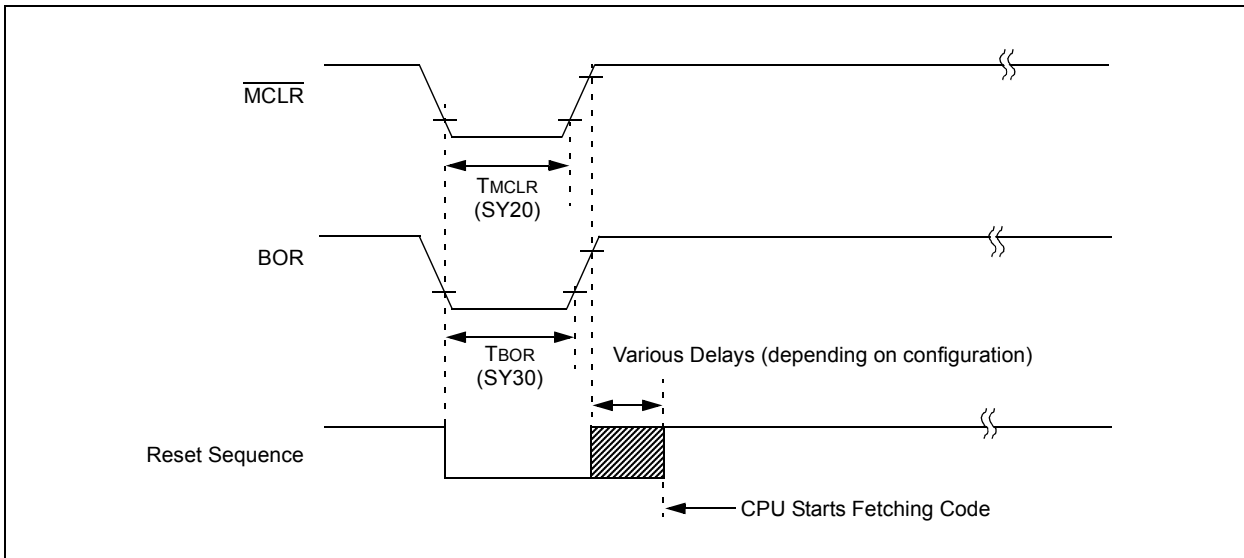 MCLR
TMCLR
(SY20)
BOR
TBOR
(SY30)
Various Delays (depending on configuration)
Reset Sequence
CPU Starts Fetching Code